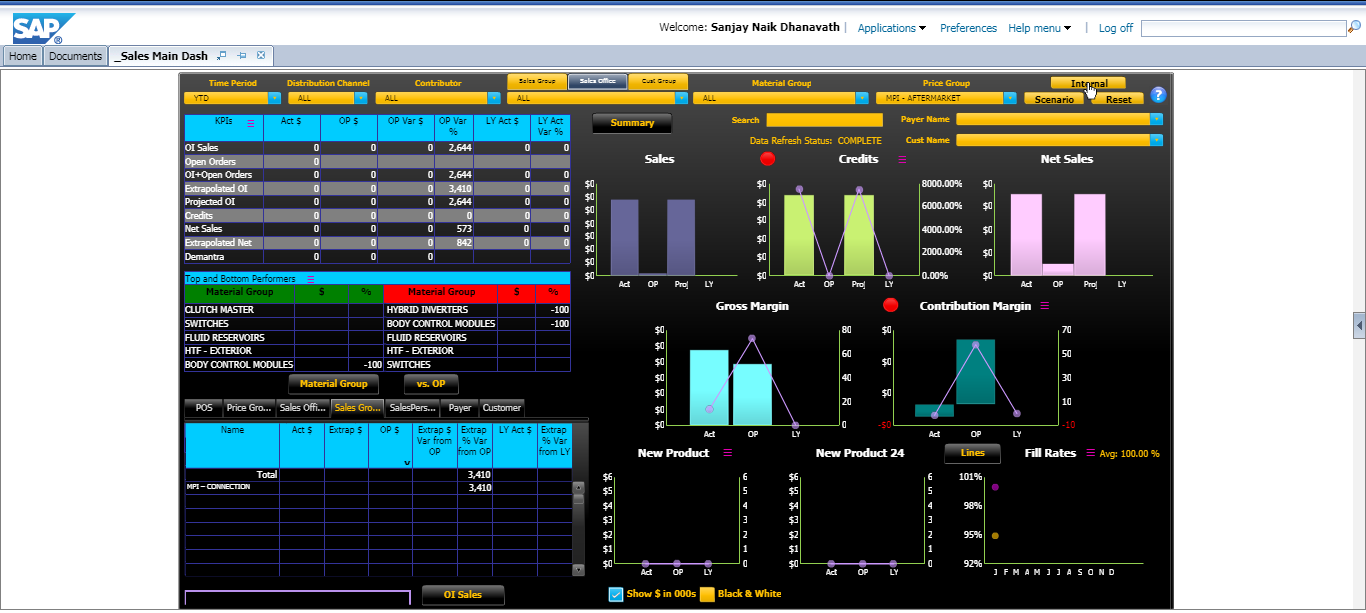 SAP ®
Welcome: Sanjay Naik Dhanavath | Applications Preferences Help menu | Log off
Home Documents _Sales Main Dash
Time Period Distribution Channel Contributor Sales Group Sales Office Cust Group Material Group Price Group Internal
YTD ALL ALL ALL ALL MPI - AFTERMARKET Scenario Reset ?
KPIs Act $ OP $ OP Var $ OP Var % LY Act $ LY Act Var %
OI Sales 0 0 0 2,644 0 0
Open Orders 0
OI+Open Orders 0 0 0 2,644 0 0
Extrapolated OI 0 0 0 3,410 0 0
Projected OI 0 0 0 2,644 0 0
Credits 0 0 0 0 0 0
Net Sales 0 0 0 573 0 0
Extrapolated Net 0 0 0 842 0 0
Demantra 0 0 0
Summary Search Payer Name
Data Refresh Status: COMPLETE Cust Name
Sales
$0
$0
$0
$0
$0
$0
$0
$0
Act OP Proj LY
Credits
$0 8000.00%
$0 6000.00%
$0 4000.00%
$0 2000.00%
$0 0.00%
Act OP Proj LY
Net Sales
$0
$0
$0
$0
$0
Act OP Proj LY
Top and Bottom Performers
Material Group $ % Material Group $ %
CLUTCH MASTER HYBRID INVERTERS -100
SWITCHES BODY CONTROL MODULES -100
FLUID RESERVOIRS FLUID RESERVOIRS
HTF - EXTERIOR HTF - EXTERIOR
BODY CONTROL MODULES -100 SWITCHES
Material Group vs. OP
Gross Margin
$0 80
$0 60
$0 40
$0 20
$0 0
$0
$0
Act OP LY
Contribution Margin
$0 70
$0 50
$0 30
10
-$0 -10
Act OP LY
POS Price Gro... Sales Offi... Sales Gro... SalesPers... Payer Customer
Name Act $ Extrap $ OP $ Extrap $ Var from OP Extrap % Var from OP LY Act $ Extrap % Var from LY
Total 3,410
MPI – CONNECTION 3,410
OI Sales
New Product
$6 6
$5 5
$4 4
$3 3
$2 2
$1 1
$0 0
Act OP LY
New Product 24
$6 6
$5 5
$4 4
$3 3
$2 2
$1 1
$0 0
Act OP LY
Lines Fill Rates Avg: 100.00 %
101%
98%
95%
92%
J F M A M J J A S O N D
Show $ in 000s Black & White